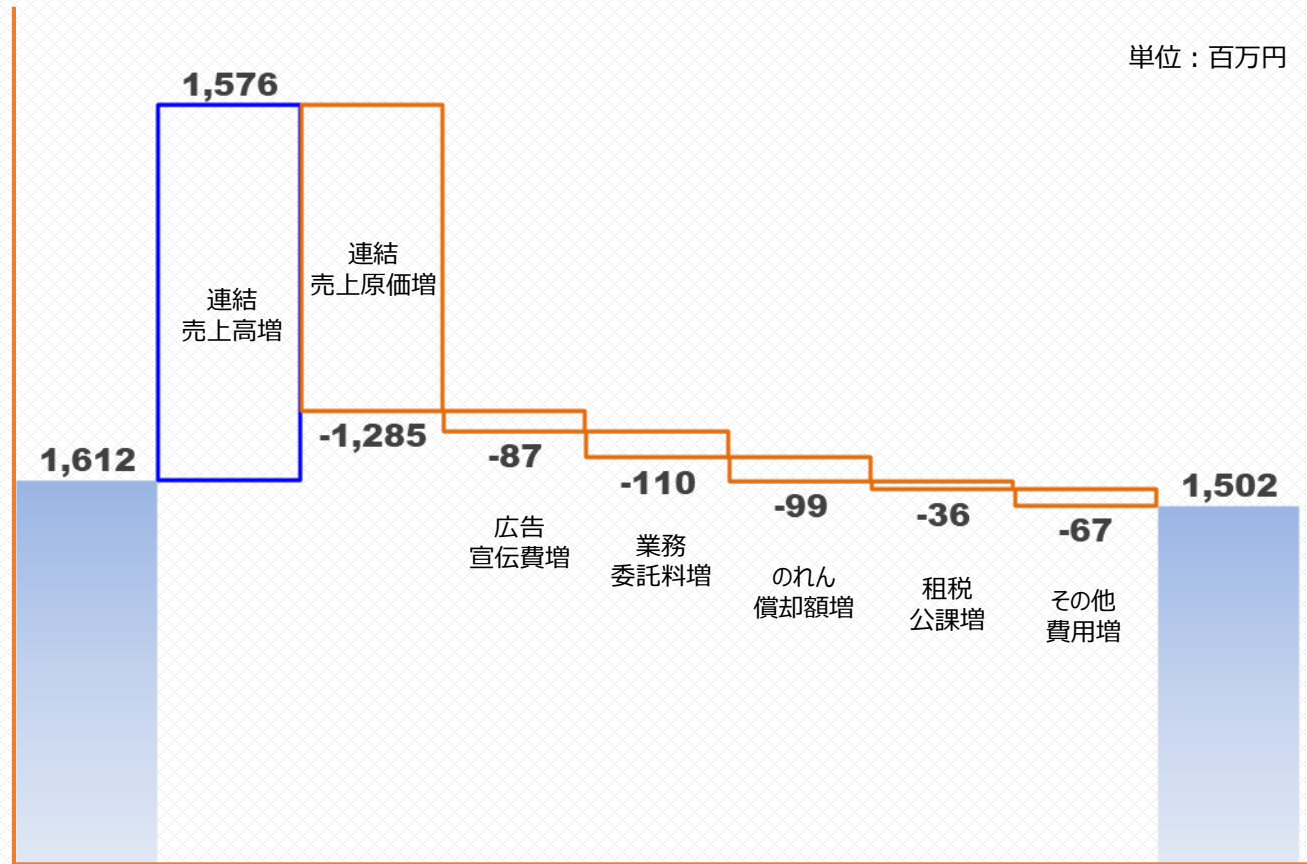 単位：百万円
1,576
連結
売上高増
連結
売上原価増
1,612
-1,285
-87
広告
宣伝費増
-110
業務
委託料増
-99
のれん
償却額増
-36
租税
公課増
-67
その他
費用増
1,502